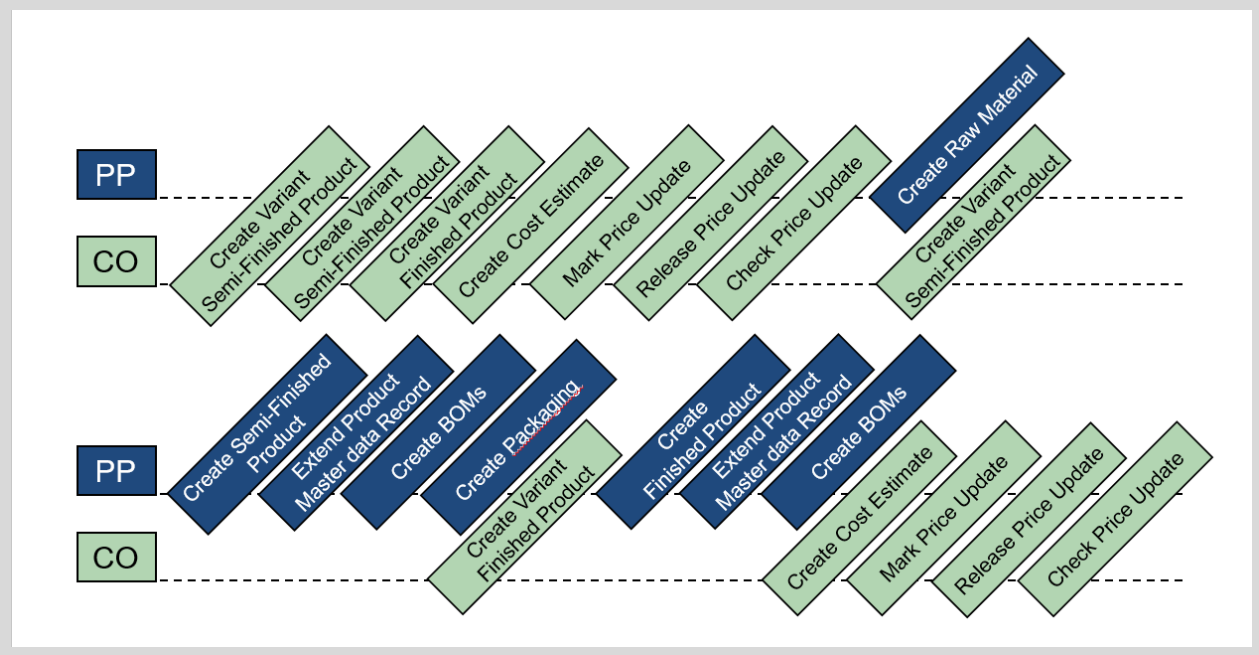 PP
CO
Create Variant
Semi-Finished Product
Create Variant
Semi-Finished Product
Create Variant
Finished Product
Create Cost Estimate
Mark Price Update
Release Price Update
Check Price Update
Create Raw Material
Create Variant
Semi-Finished Product
PP
CO
Create Semi-Finished
Product
Extend Product
Master data Record
Create BOMs
Create Packaging
Create Variant
Finished Product
Create
Finished Product
Extend Product
Master data Record
Create BOMs
Create Cost Estimate
Mark Price Update
Release Price Update
Check Price Update